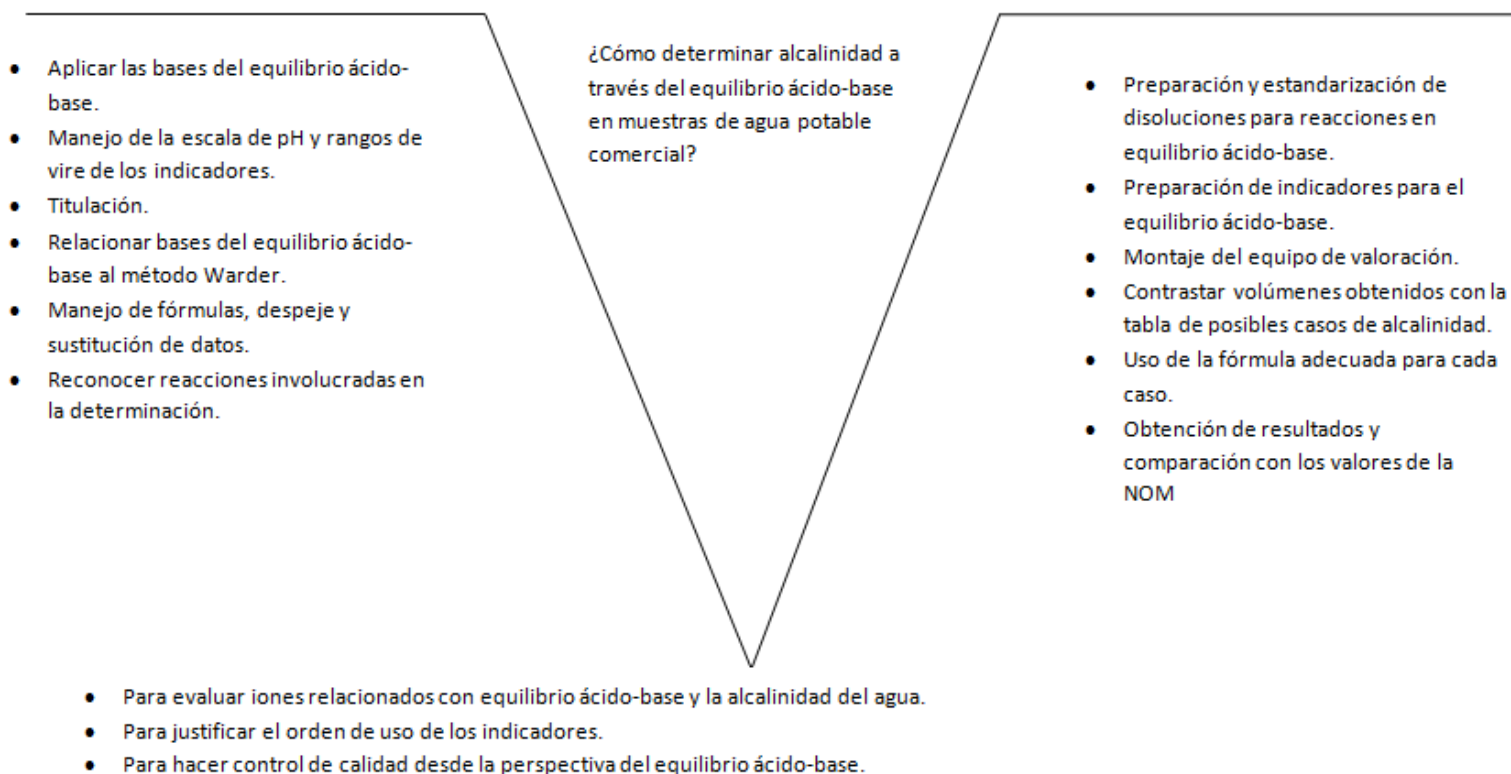 • Aplicar las bases del equilibrio ácido-
base.
• Manejo de la escala de pH y rangos de
vire de los indicadores.
• Titulación.
• Relacionar bases del equilibrio ácido-
base al método Warder.
• Manejo de fórmulas, despeje y
sustitución de datos.
• Reconocer reacciones involucradas en
la determinación.
¿Cómo determinar alcalinidad a
través del equilibrio ácido-base
en muestras de agua potable
comercial?
• Preparación y estandarización de
disoluciones para reacciones en
equilibrio ácido-base.
• Preparación de indicadores para el
equilibrio ácido-base.
• Montaje del equipo de valoración.
• Contrastar volúmenes obtenidos con la
tabla de posibles casos de alcalinidad.
• Uso de la fórmula adecuada para cada
caso.
• Obtención de resultados y
comparación con los valores de la
NOM
• Para evaluar iones relacionados con equilibrio ácido-base y la alcalinidad del agua.
• Para justificar el orden de uso de los indicadores.
• Para hacer control de calidad desde la perspectiva del equilibrio ácido-base.